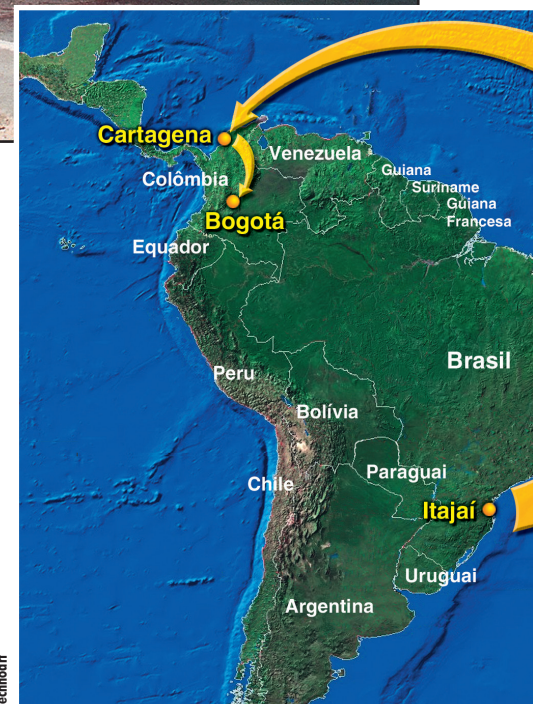 Cartagena
Venezuela
Guiana
Suriname
Guiana
Francesa
Colômbia
Bogotá
Equador
Brasil
Peru
Bolívia
Paraguai
Chile
Itajaí
Uruguai
Argentina